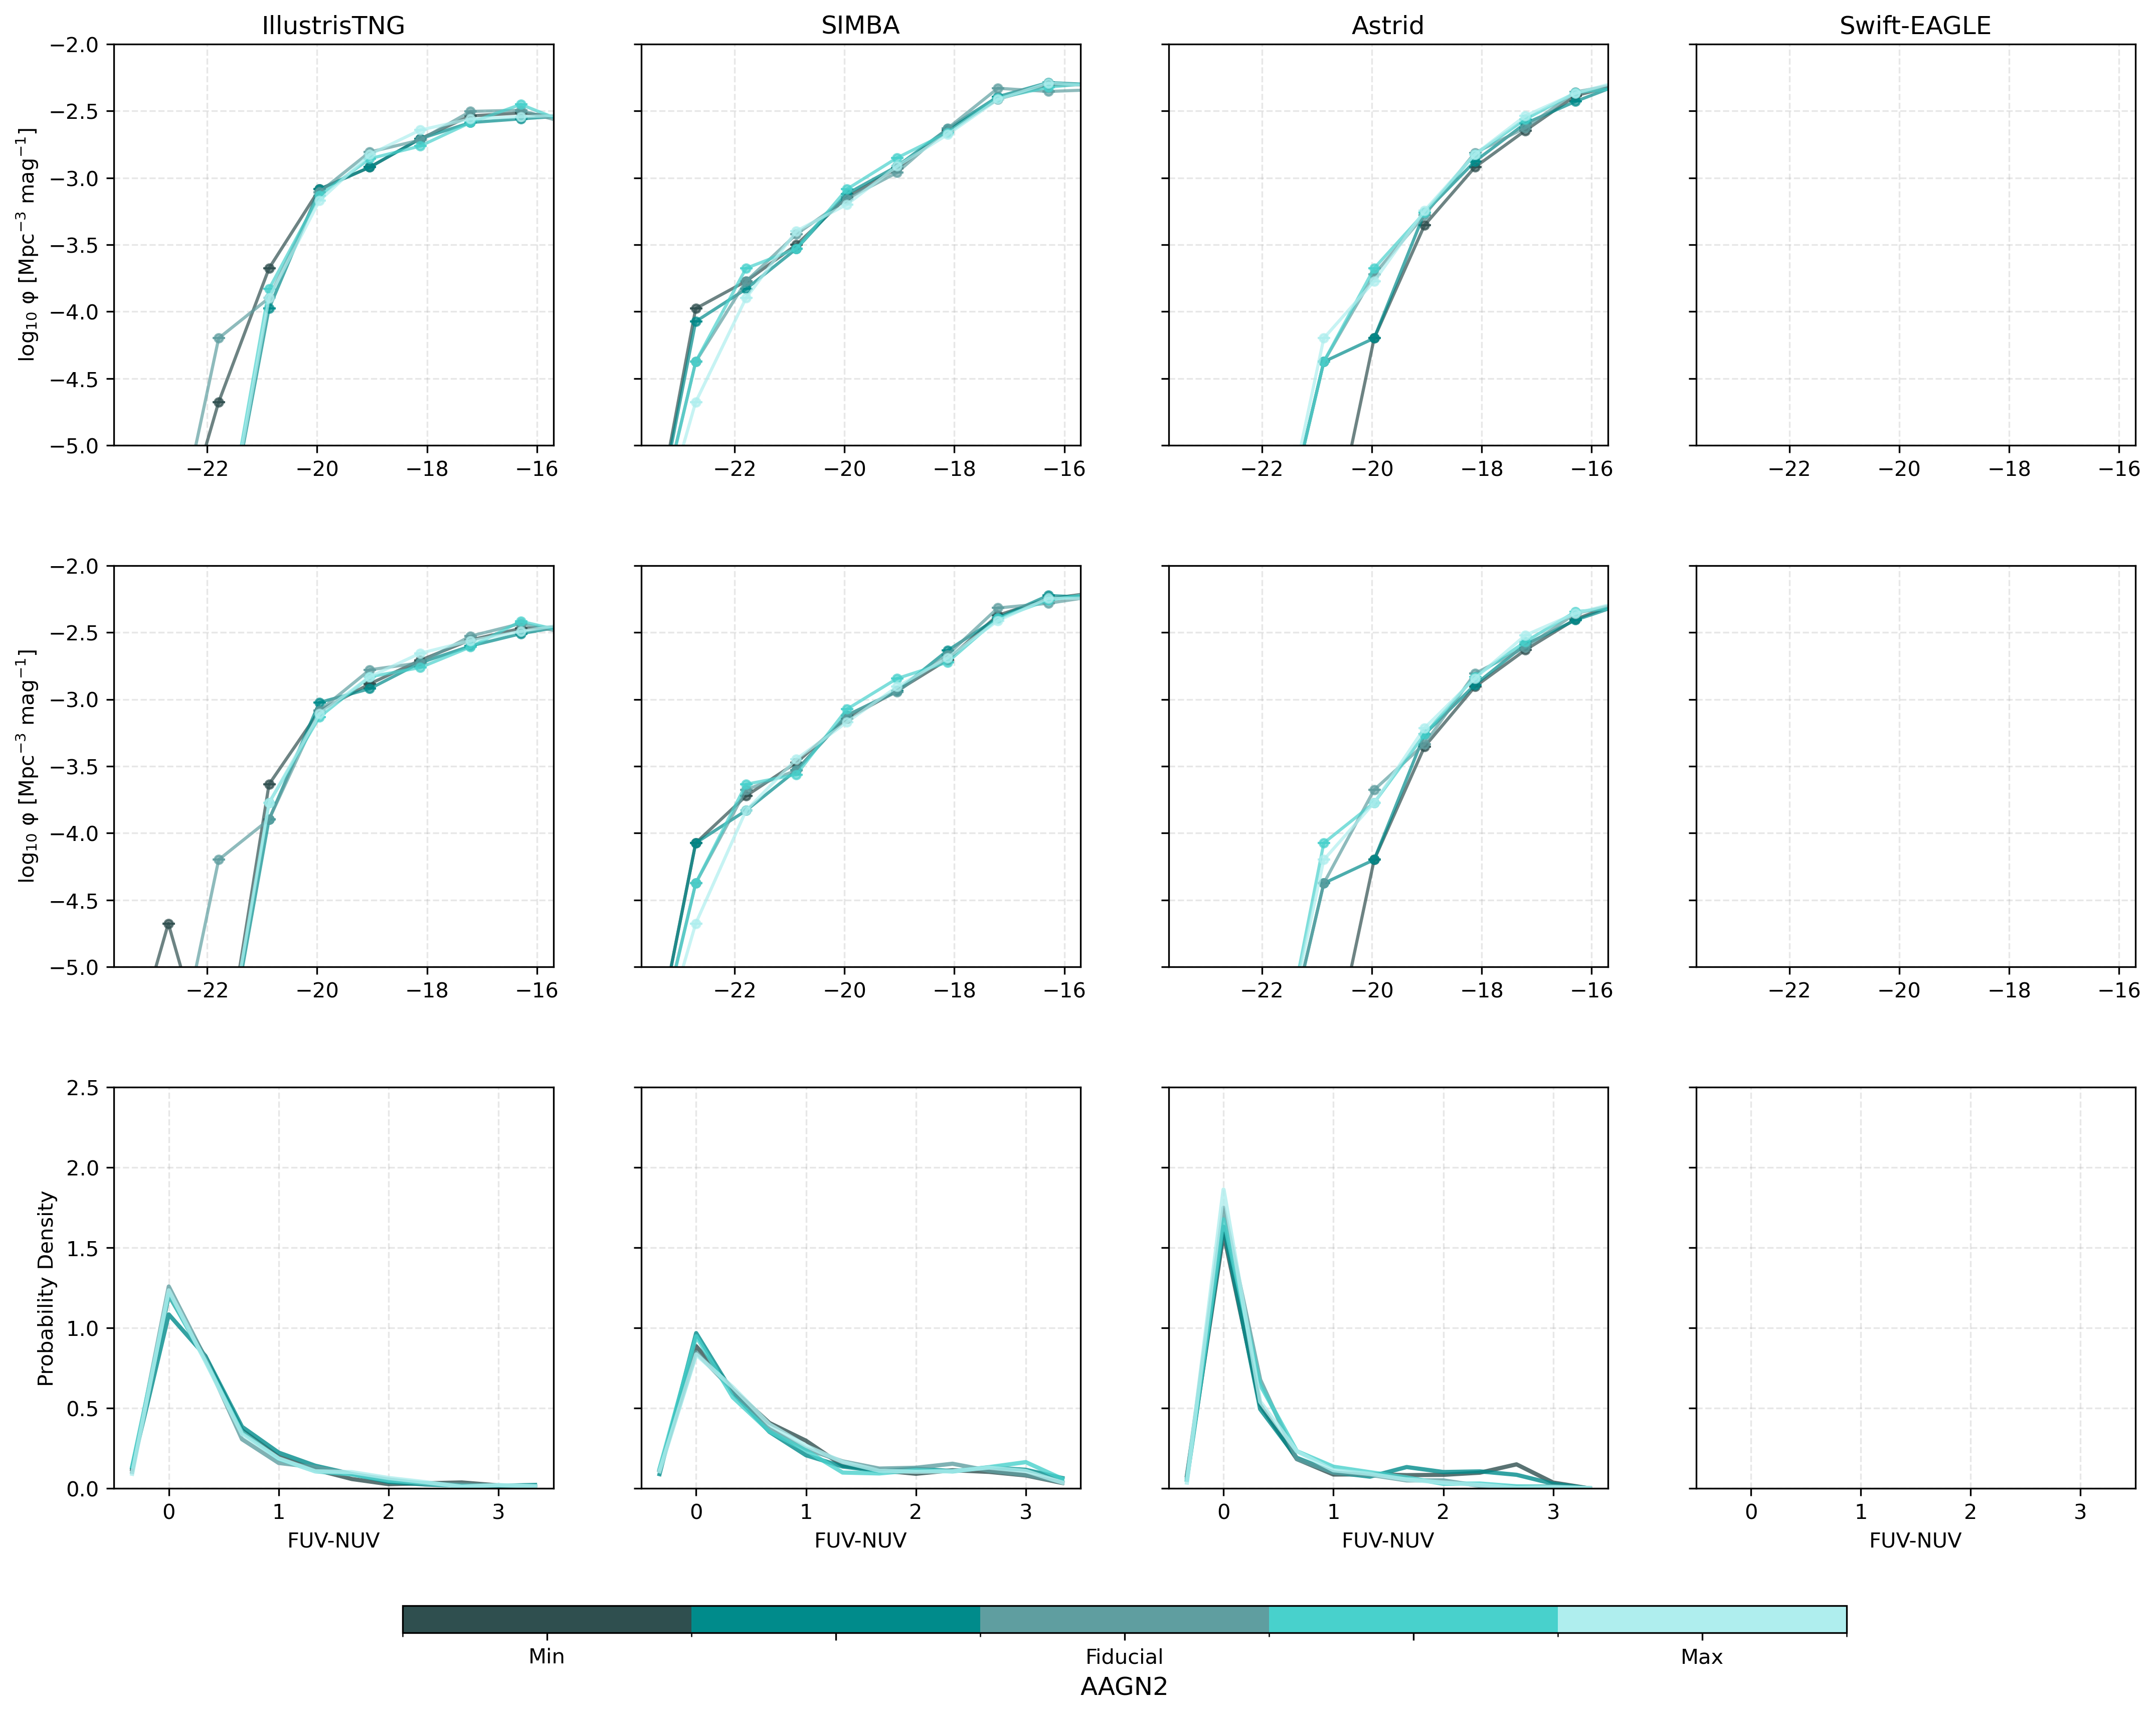 IllustrisTNG SIMBA Astrid Swift-EAGLE
−2.0
−2.5
−3.0
−3.5
−4.0
−4.5
−5.0
log₁₀ φ [Mpc⁻³ mag⁻¹]
−22 −20 −18 −16 −22 −20 −18 −16 −22 −20 −18 −16 −22 −20 −18 −16
−2.0
−2.5
−3.0
−3.5
−4.0
−4.5
−5.0
log₁₀ φ [Mpc⁻³ mag⁻¹]
−22 −20 −18 −16 −22 −20 −18 −16 −22 −20 −18 −16 −22 −20 −18 −16
2.5
2.0
1.5
1.0
0.5
0.0
Probability Density
0 1 2 3 0 1 2 3 0 1 2 3 0 1 2 3
FUV-NUV FUV-NUV FUV-NUV FUV-NUV
Min Fiducial Max
AAGN2